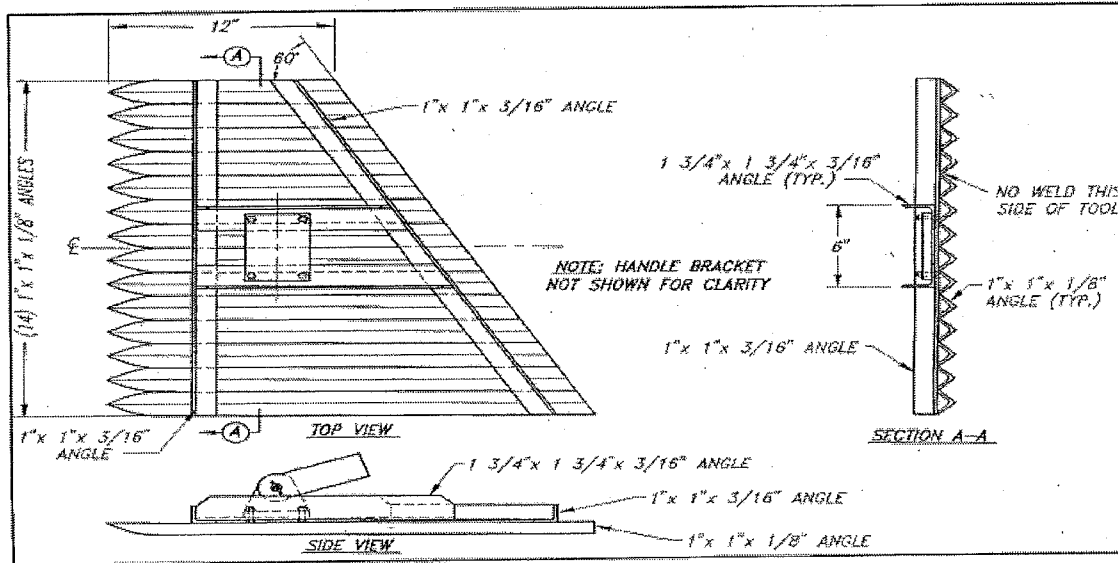 12"
A
60°
1"x 1"x 3/16" ANGLE
(14) 1"x 1"x 1/8" ANGLES
1 3/4"x 1 3/4"x 3/16"
ANGLE (TYP.)
NO WELD THIS
SIDE OF TOOL
6"
NOTE: HANDLE BRACKET
NOT SHOWN FOR CLARITY
1"x 1"x 1/8"
ANGLE (TYP.)
1"x 1"x 3/16" ANGLE
A
1"x 1"x 3/16"
ANGLE
TOP VIEW
SECTION A-A
1 3/4"x 1 3/4"x 3/16" ANGLE
1"x 1"x 3/16" ANGLE
SIDE VIEW
1"x 1"x 1/8" ANGLE